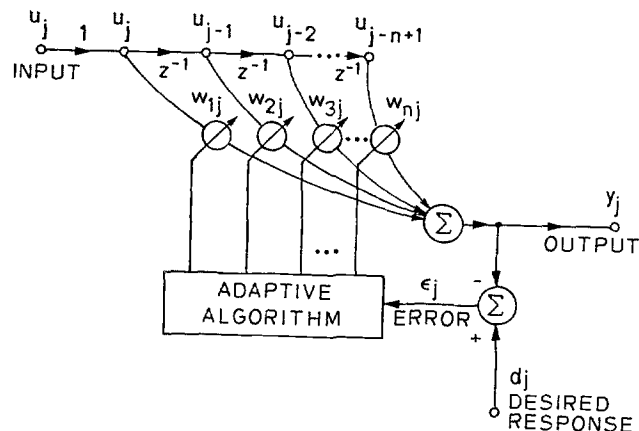 u_j u_j u_{j-1} u_{j-2} u_{j-n+1}
1 z^{-1} z^{-1} ... z^{-1}
INPUT
w_{1j} w_{2j} w_{3j} ... w_{nj}
Σ y_j
OUTPUT
...
ADAPTIVE
ALGORITHM
ϵ_j
ERROR
- Σ
+
d_j
DESIRED
RESPONSE